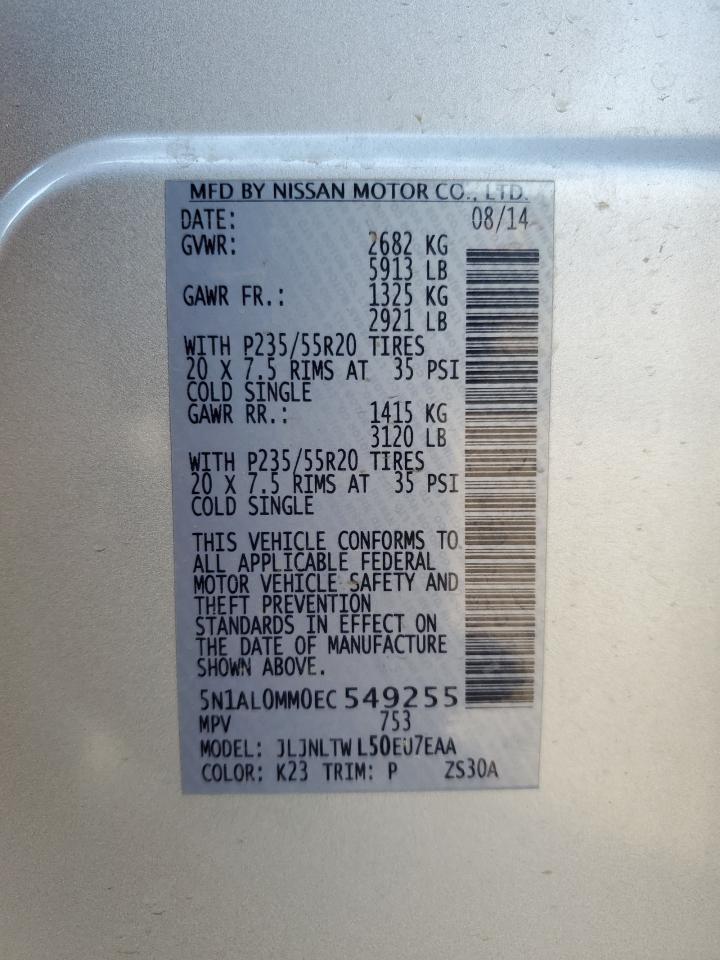 MFD BY NISSAN MOTOR CO., LTD.
DATE: 08/14
GVWR: 2682 KG
5913 LB
GAWR FR.: 1325 KG
2921 LB
WITH P235/55R20 TIRES
20 X 7.5 RIMS AT 35 PSI
COLD SINGLE
GAWR RR.: 1415 KG
3120 LB
WITH P235/55R20 TIRES
20 X 7.5 RIMS AT 35 PSI
COLD SINGLE
THIS VEHICLE CONFORMS TO
ALL APPLICABLE FEDERAL
MOTOR VEHICLE SAFETY AND
THEFT PREVENTION
STANDARDS IN EFFECT ON
THE DATE OF MANUFACTURE
SHOWN ABOVE.
5N1AL0MM0EC 549255
MPV 753
MODEL: JLJNLTW L50EU7EAA
COLOR: K23 TRIM: P ZS30A